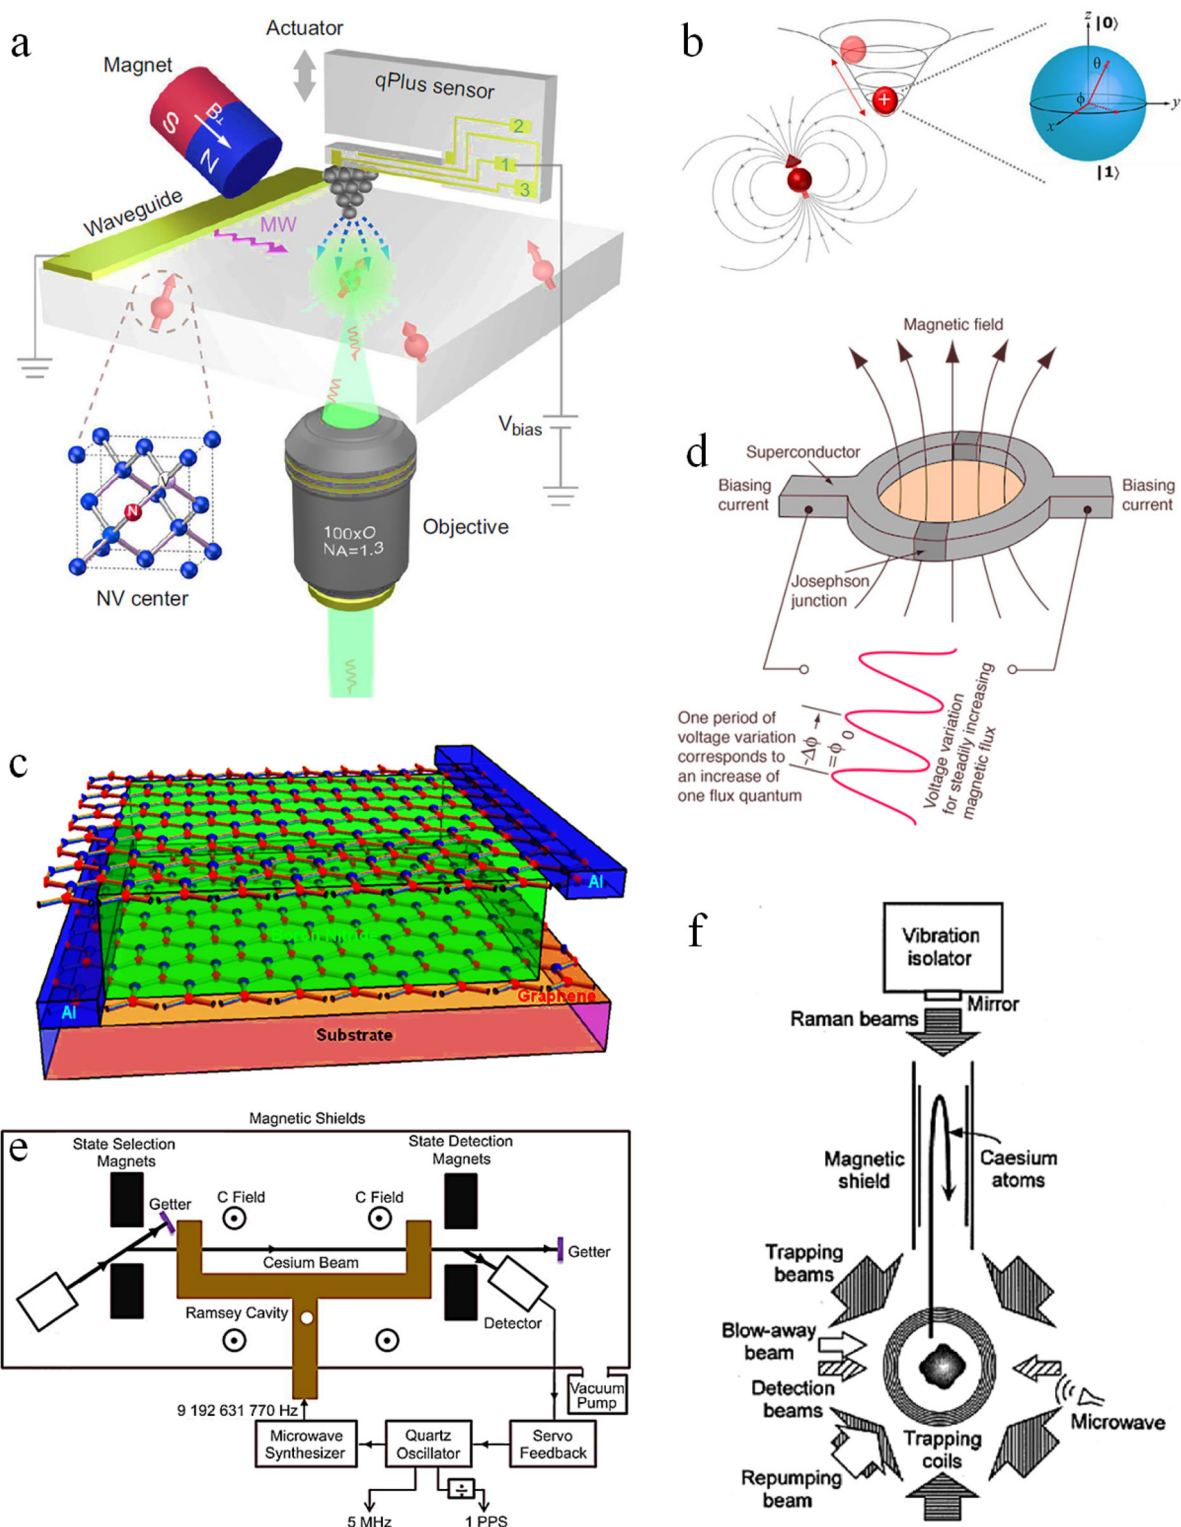 a
Actuator
Magnet
qPlus sensor
S
B⊥
N
2
1
3
Waveguide
MW
V
N
NV center
100xO
NA=1.3
Objective
Vbias
b
z
|0⟩
θ
ϕ
x
y
|1⟩
d
Magnetic field
Superconductor
Biasing
current
Biasing
current
Josephson
junction
One period of
voltage variation
corresponds to
an increase of
one flux quantum
Δϕ
= ϕ0
Voltage variation
for steadily increasing
magnetic flux
c
Al
Al
Graphene
Substrate
e
Magnetic Shields
State Selection
Magnets
State Detection
Magnets
Getter
C Field
C Field
Cesium Beam
Getter
Ramsey Cavity
Detector
Vacuum
Pump
9 192 631 770 Hz
Microwave
Synthesizer
Quartz
Oscillator
Servo
Feedback
÷
5 MHz
1 PPS
f
Vibration
isolator
Mirror
Raman beams
Magnetic
shield
Caesium
atoms
Trapping
beams
Blow-away
beam
Detection
beams
Microwave
Trapping
coils
Repumping
beam